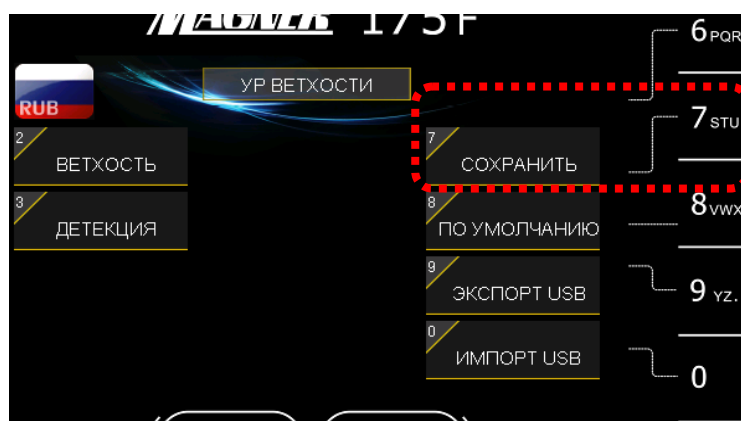 MAGNER 175F
6 PQR
УР ВЕТХОСТИ
RUB
7 STU
2
ВЕТХОСТЬ
7
СОХРАНИТЬ
3
ДЕТЕКЦИЯ
8
ПО УМОЛЧАНИЮ
8 VWX
9
ЭКСПОРТ USB
9 YZ.
0
ИМПОРТ USB
0